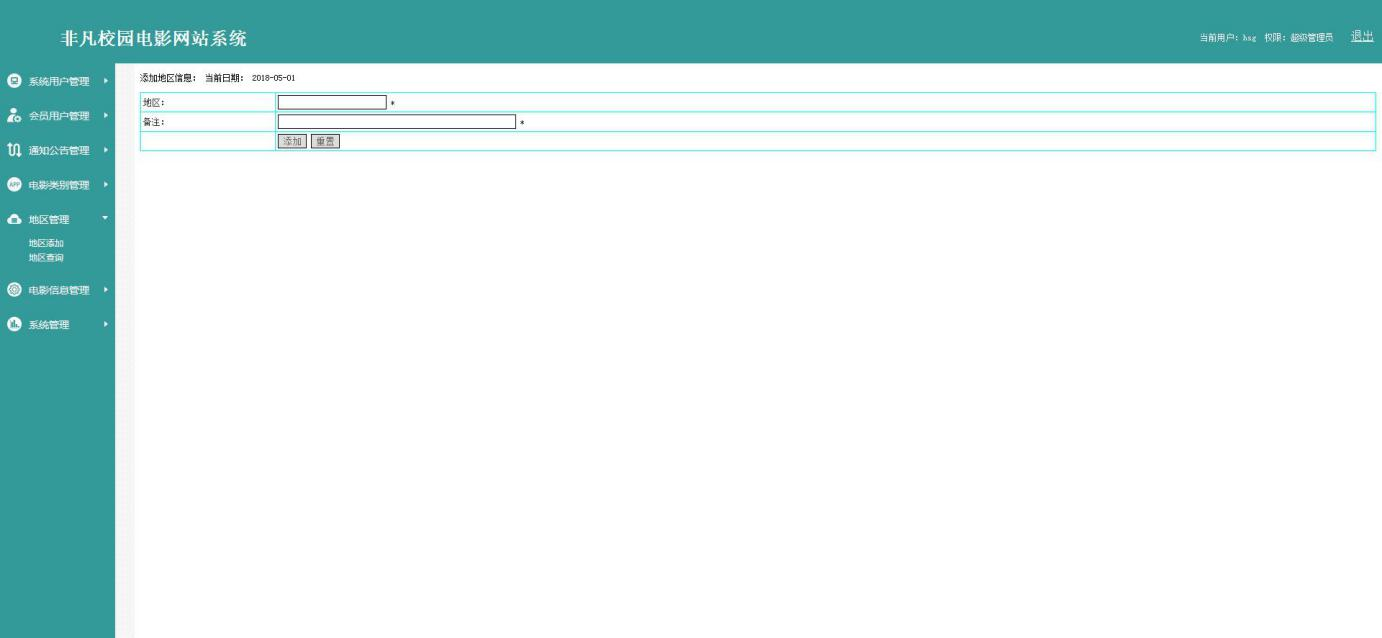 非凡校园电影网站系统
当前用户: hsg 权限: 超级管理员 退出
系统用户管理
会员用户管理
通知公告管理
APP 电影类别管理
地区管理
地区添加
地区查询
电影信息管理
系统管理
添加地区信息: 当前日期: 2018-05-01
地区: *
备注: *
添加 重置